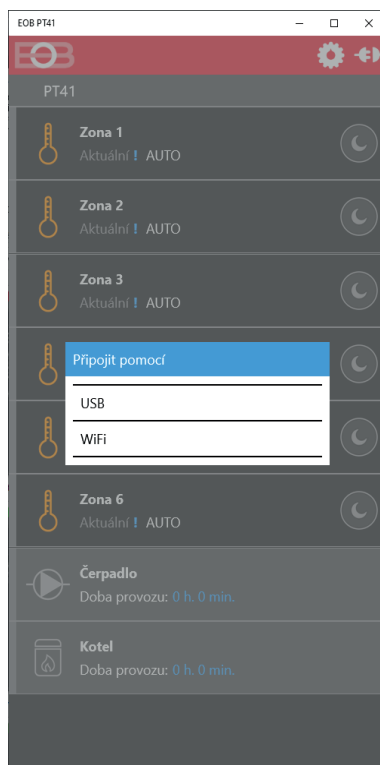 EOB PT41
EOB
PT41
Zona 1
Aktuální ! AUTO
Zona 2
Aktuální ! AUTO
Zona 3
Aktuální ! AUTO
Připojit pomocí
USB
WiFi
Zona 6
Aktuální ! AUTO
Čerpadlo
Doba provozu: 0 h. 0 min.
Kotel
Doba provozu: 0 h. 0 min.